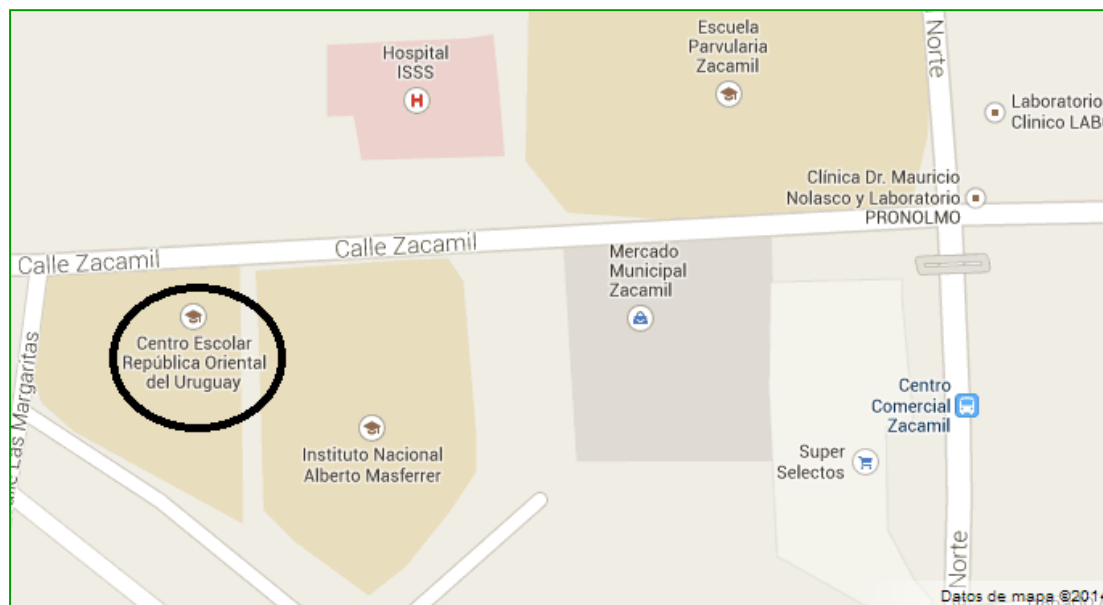 Hospital
ISSS
H
Escuela
Parvularia
Zacamil
Norte
Laboratorio
Clinico LAB
Clínica Dr. Mauricio
Nolasco y Laboratorio
PRONOLMO
Calle Zacamil
Calle Zacamil
Mercado
Municipal
Zacamil
Centro Escolar
República Oriental
del Uruguay
Las Margaritas
Instituto Nacional
Alberto Masferrer
Centro
Comercial
Zacamil
Super
Selectos
Norte
Datos de mapa ©2014